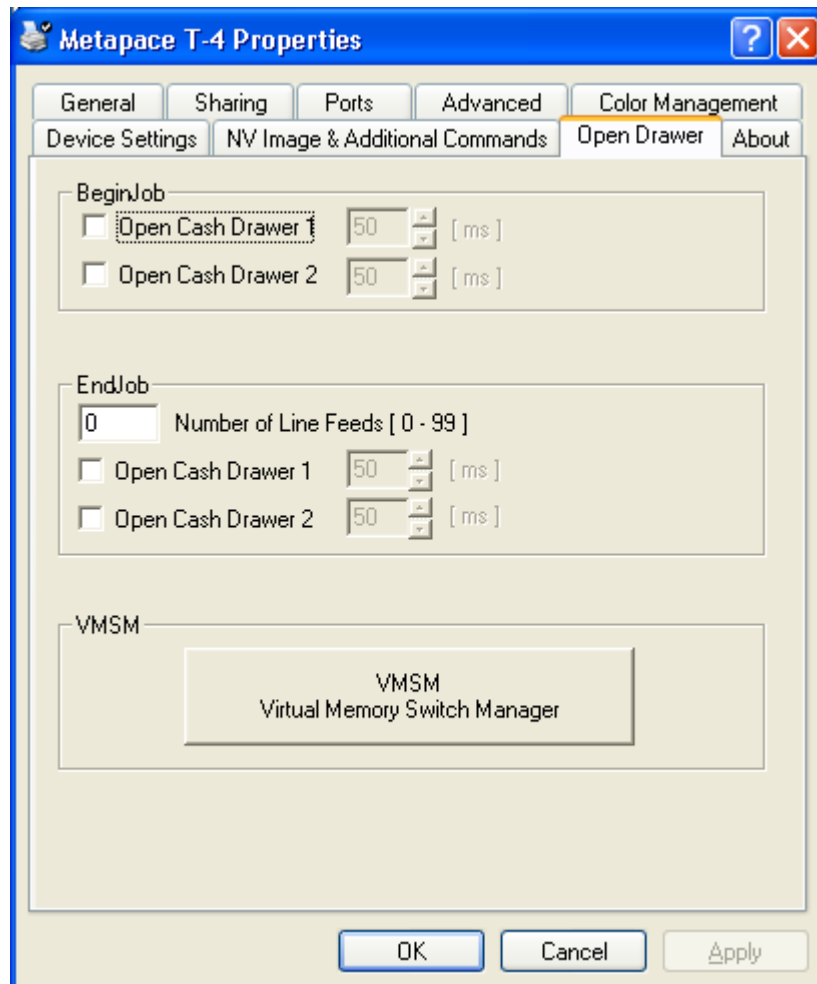 Metapace T-4 Properties
General Sharing Ports Advanced Color Management
Device Settings NV Image & Additional Commands Open Drawer About
BeginJob
Open Cash Drawer 1 50 [ ms ]
Open Cash Drawer 2 50 [ ms ]
EndJob
0 Number of Line Feeds [ 0 - 99 ]
Open Cash Drawer 1 50 [ ms ]
Open Cash Drawer 2 50 [ ms ]
VMSM
VMSM
Virtual Memory Switch Manager
OK Cancel Apply